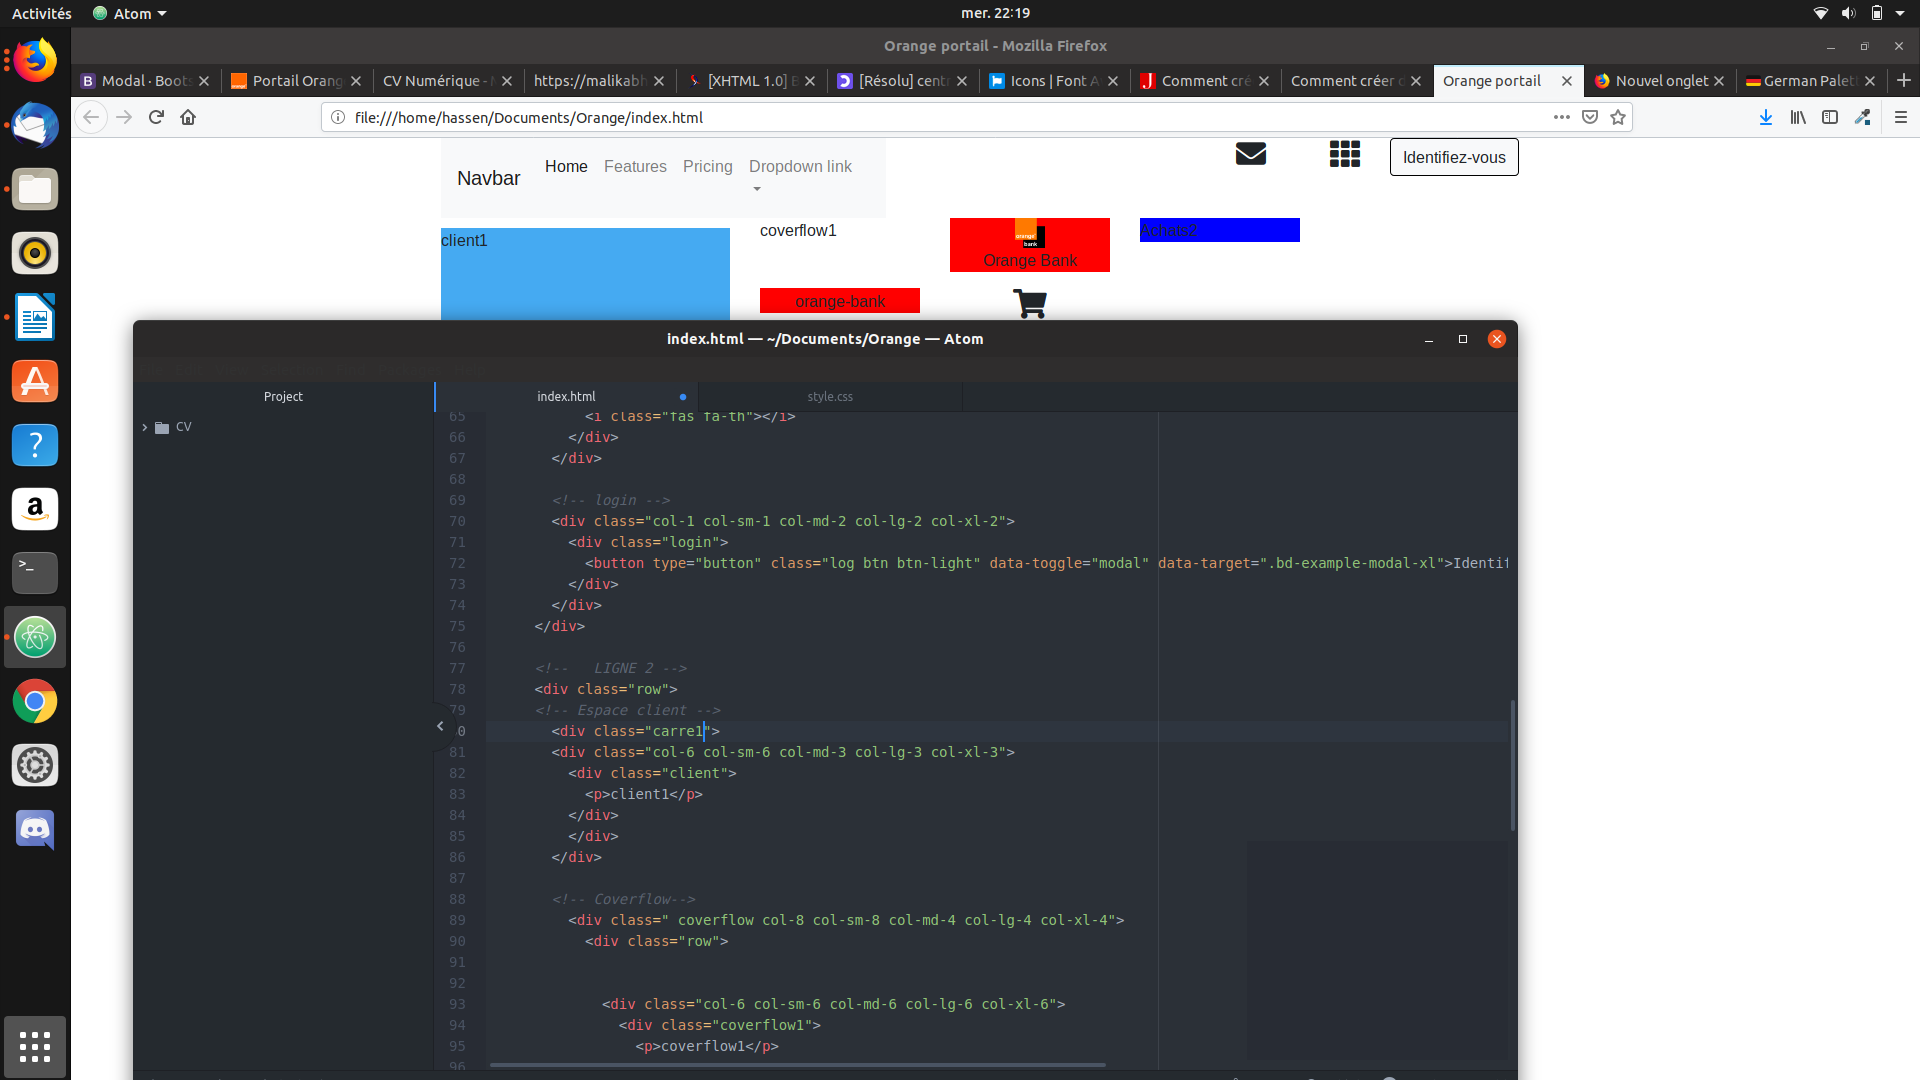 Activités
Atom
mer. 22:19
Orange portail - Mozilla Firefox
Modal · Boots
Portail Orang
CV Numérique -
https://malikabh
[XHTML 1.0]
[Résolu] centr
Icons | Font A
Comment cré
Comment créer
Orange portail
Nouvel onglet
German Palett
file:///home/hassen/Documents/Orange/index.html
Navbar
Home
Features
Pricing
Dropdown link
Identifiez-vous
client1
coverflow1
orange
bank
Orange Bank
Achats2
orange-bank
index.html — ~/Documents/Orange — Atom
Project
index.html
style.css
CV
65 <i class="fas fa-th"></i>
66 </div>
67 </div>
68
69 <!-- login -->
70 <div class="col-1 col-sm-1 col-md-2 col-lg-2 col-xl-2">
71 <div class="login">
72 <button type="button" class="log btn btn-light" data-toggle="modal" data-target=".bd-example-modal-xl">Identif
73 </div>
74 </div>
75 </div>
76
77 <!-- LIGNE 2 -->
78 <div class="row">
79 <!-- Espace client -->
80 <div class="carre1">
81 <div class="col-6 col-sm-6 col-md-3 col-lg-3 col-xl-3">
82 <div class="client">
83 <p>client1</p>
84 </div>
85 </div>
86 </div>
87
88 <!-- Coverflow-->
89 <div class=" coverflow col-8 col-sm-8 col-md-4 col-lg-4 col-xl-4">
90 <div class="row">
91
92
93 <div class="col-6 col-sm-6 col-md-6 col-lg-6 col-xl-6">
94 <div class="coverflow1">
95 <p>coverflow1</p>
96